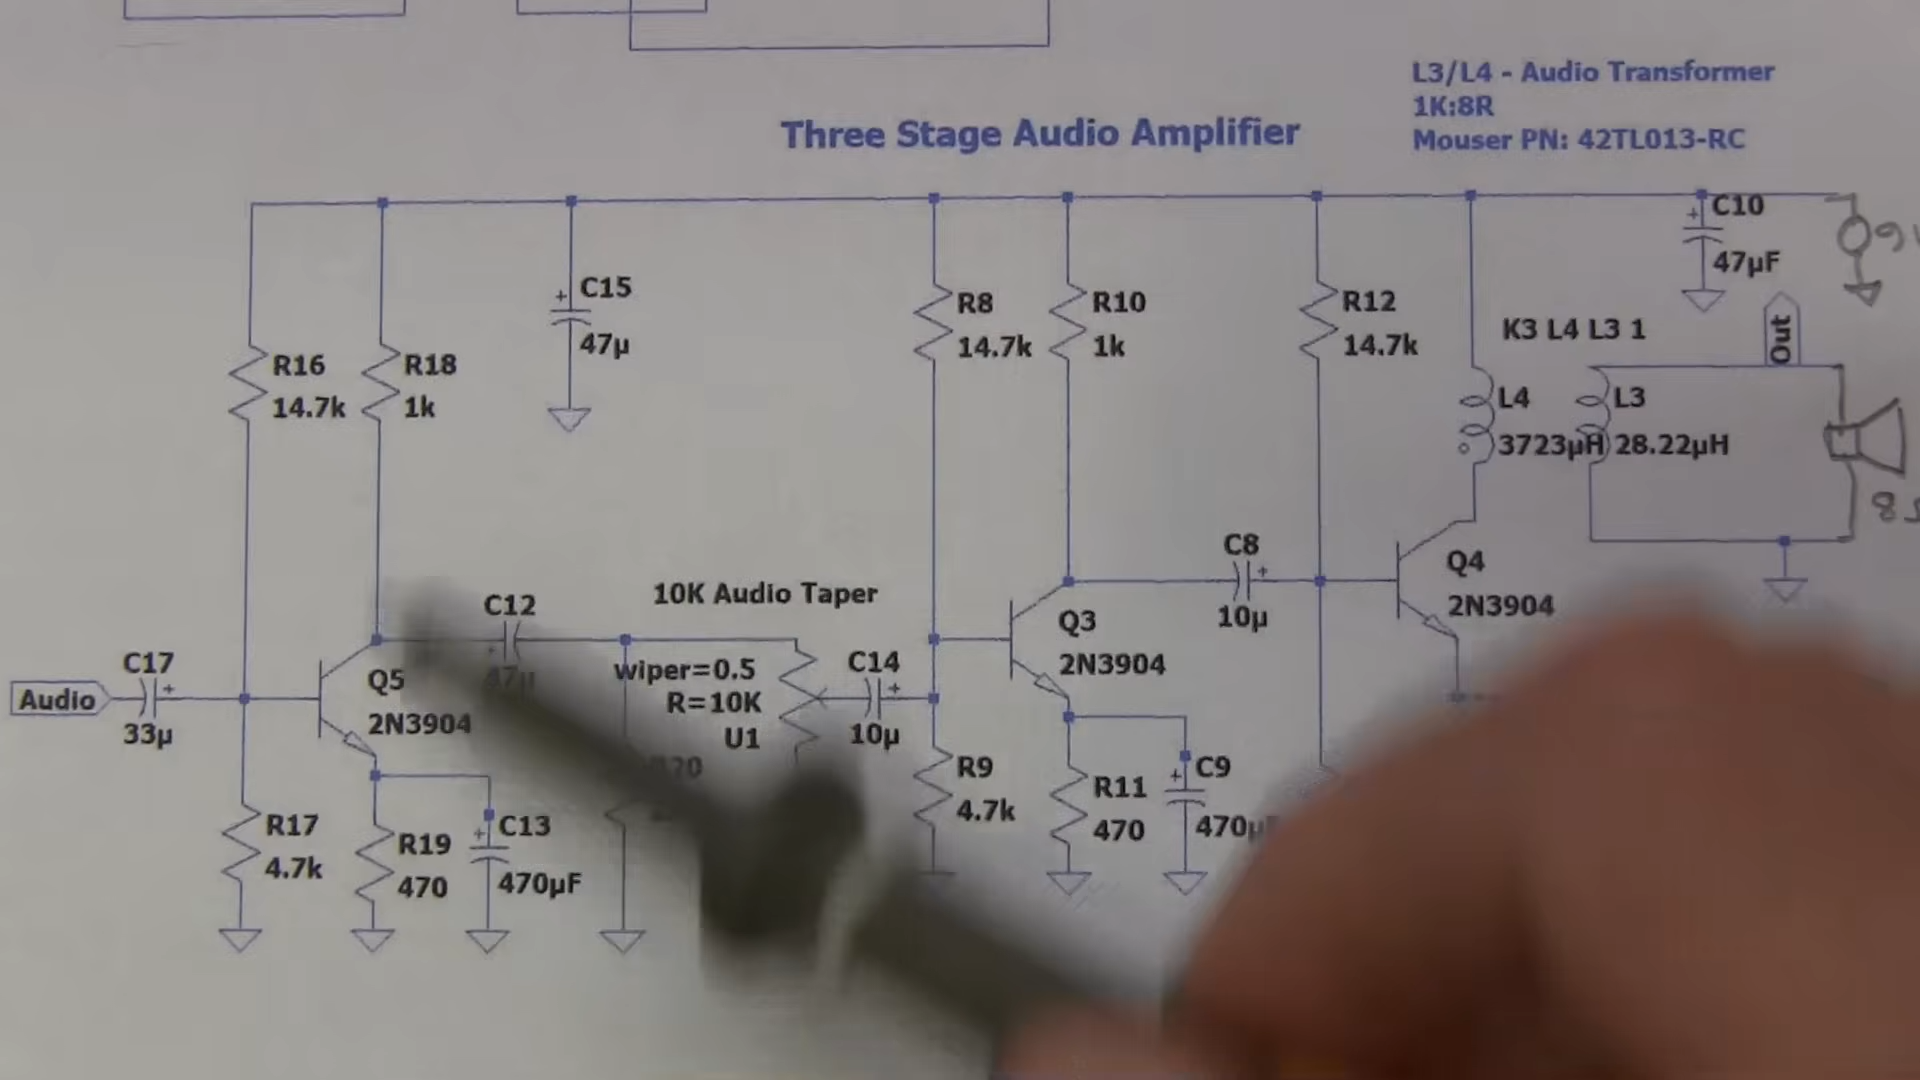 L3/L4 - Audio Transformer
1K:8R
Mouser PN: 42TL013-RC
Three Stage Audio Amplifier
C10
47µF
C15
47µ
R8
14.7k
R10
1k
R12
14.7k
K3 L4 L3 1
Out
R16
14.7k
R18
1k
L4
3723µH
L3
28.22µH
8
C12
47µ
10K Audio Taper
C8
10µ
Q4
2N3904
Q3
2N3904
Audio
C17
33µ
Q5
2N3904
wiper=0.5
R=10K
U1
C14
10µ
R17
4.7k
R19
470
C13
470µF
R9
4.7k
R11
470
C9